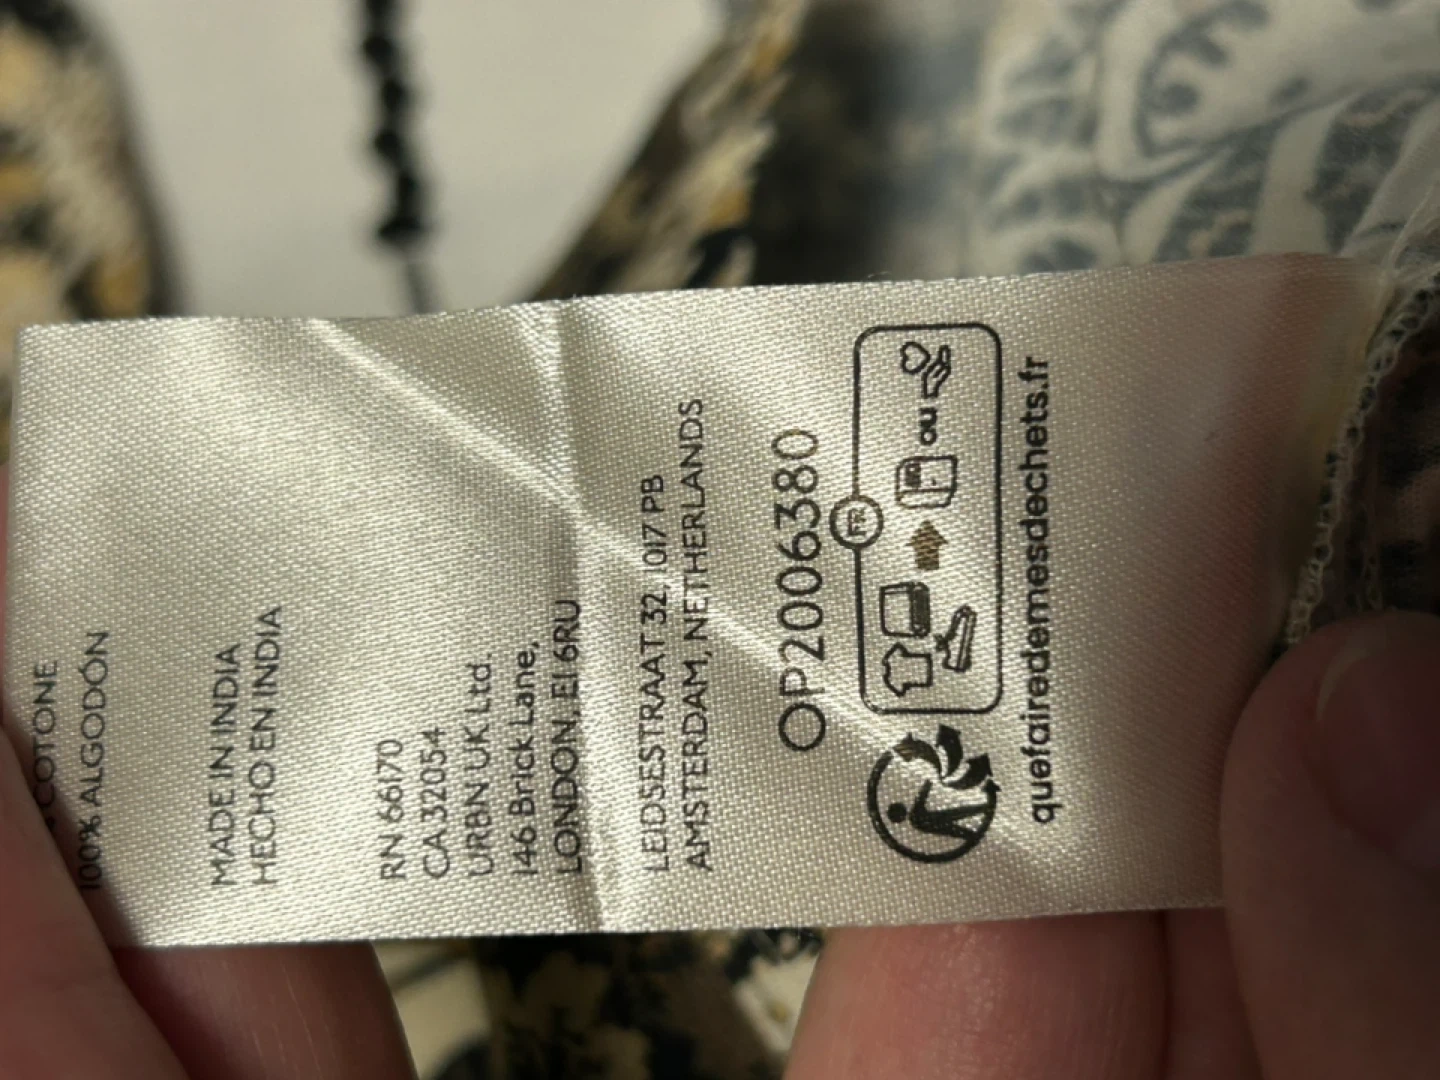 COTONE
100% ALGODÓN
MADE IN INDIA
HECHO EN INDIA
RN 66170
CA 32054
URBN UK Ltd.
146 Brick Lane,
LONDON, E1 6RU
LEIDSESTRAAT 32, 1017 PB
AMSTERDAM, NETHERLANDS
OP2006380
FR
ou
quefairedemesdechets.fr